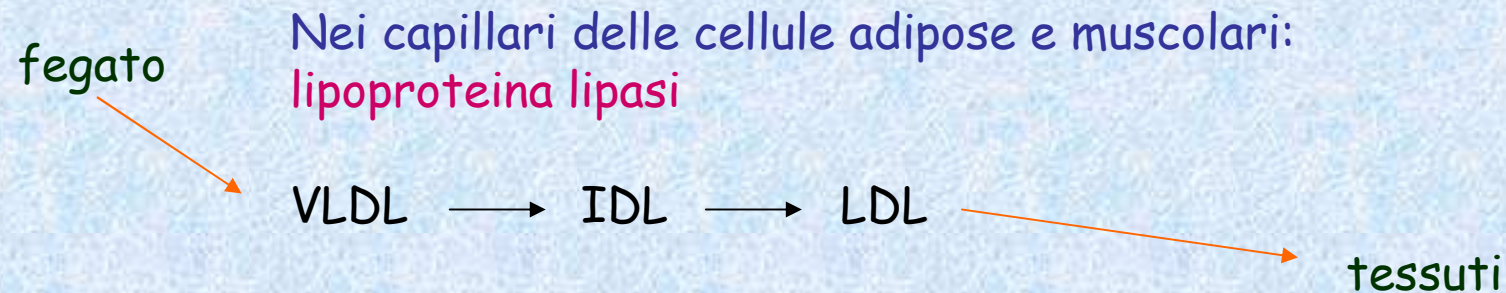 Nei capillari delle cellule adipose e muscolari:
fegato
lipoproteina lipasi
VLDL → IDL → LDL
tessuti